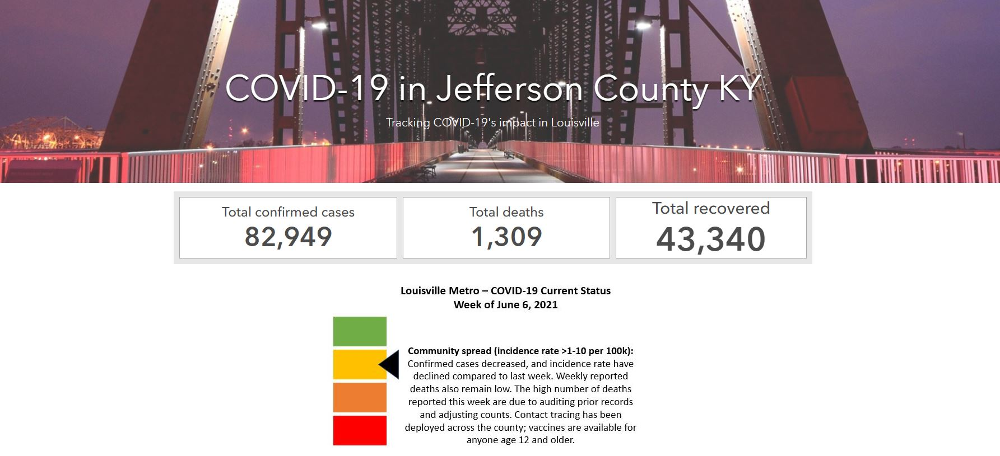 COVID-19 in Jefferson County KY
Tracking COVID-19's impact in Louisville
Total confirmed cases
82,949
Total deaths
1,309
Total recovered
43,340
Louisville Metro – COVID-19 Current Status
Week of June 6, 2021
Community spread (incidence rate >1-10 per 100k):
Confirmed cases decreased, and incidence rate have
declined compared to last week. Weekly reported
deaths also remain low. The high number of deaths
reported this week are due to auditing prior records
and adjusting counts. Contact tracing has been
deployed across the county; vaccines are available for
anyone age 12 and older.